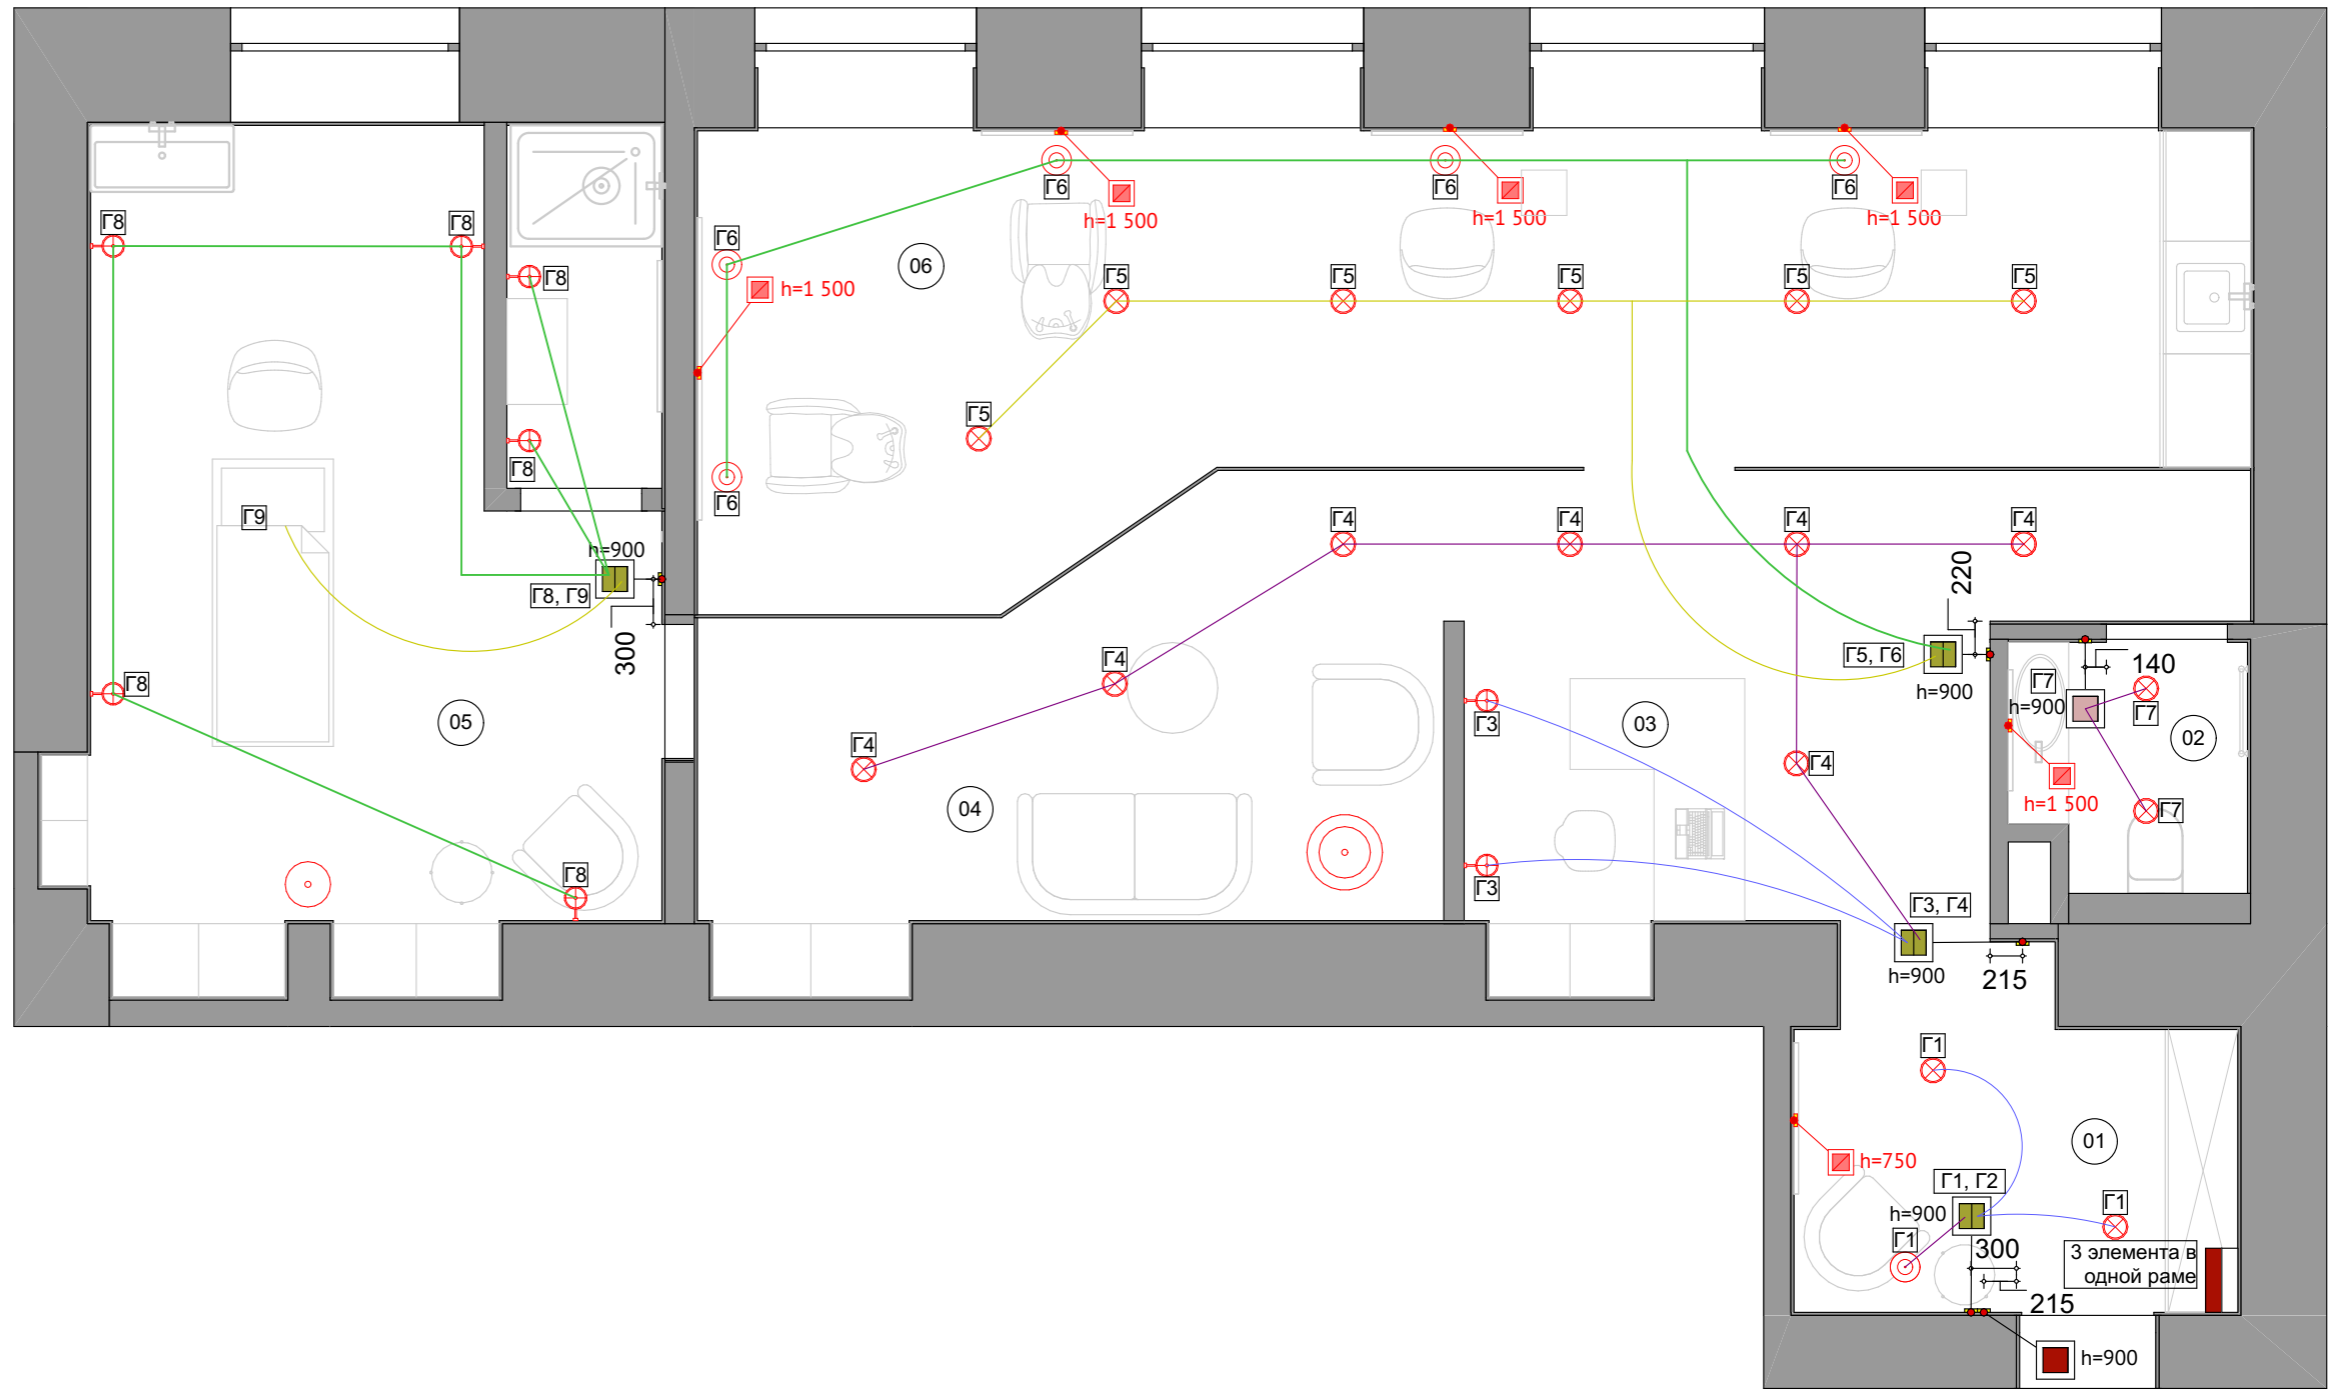 Г6
h=1 500
Г6
h=1 500
Г6
h=1 500
Г8
Г8
Г8
Г6
06
h=1 500
Г5
Г5
Г5
Г5
Г5
Г5
Г8
Г6
Г9
h=900
Г8, Г9
300
Г4
Г4
Г4
Г4
220
Г5, Г6
h=900
Г4
Г4
Г4
Г8
05
04
Г3
03
Г3
Г7
h=900
140
Г7
02
h=1 500
Г7
Г8
Г3, Г4
h=900
215
Г1
01
h=750
Г1, Г2
h=900
Г1
Г1
300
3 элемента в
одной раме
215
h=900